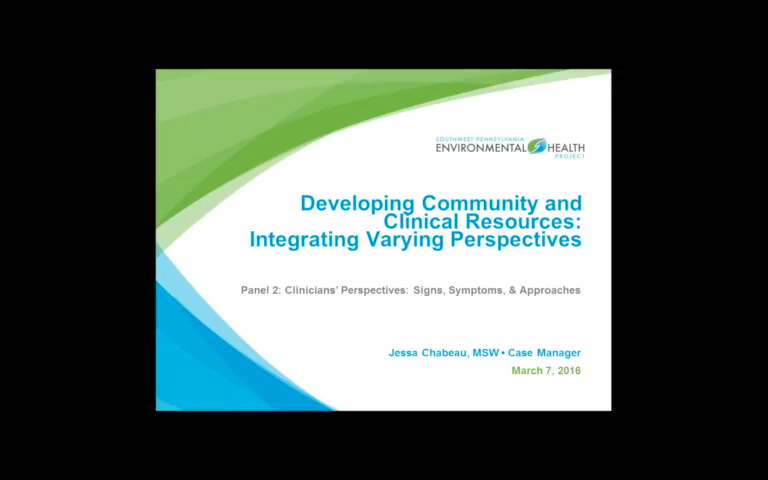 SOUTHWEST PENNSYLVANIA
ENVIRONMENTAL HEALTH
PROJECT
Developing Community and
Clinical Resources:
Integrating Varying Perspectives
Panel 2: Clinicians' Perspectives: Signs, Symptoms, & Approaches
Jessa Chabeau, MSW • Case Manager
March 7, 2016